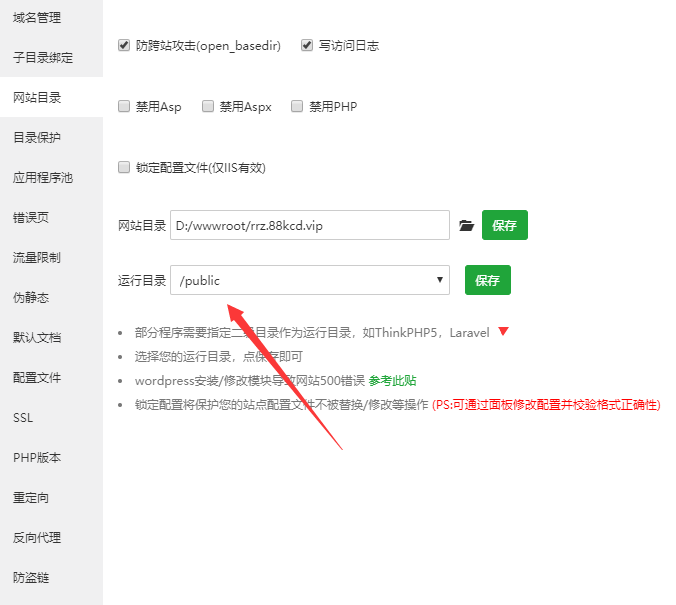 域名管理
子目录绑定
网站目录
目录保护
应用程序池
错误页
流量限制
伪静态
默认文档
配置文件
SSL
PHP版本
重定向
反向代理
防盗链
防跨站攻击(open_basedir) 写访问日志
禁用Asp 禁用Aspx 禁用PHP
锁定配置文件(仅IIS有效)
网站目录 D:/wwwroot/rrz.88kcd.vip 保存
运行目录 /public 保存
部分程序需要指定二级目录作为运行目录，如ThinkPHP5，Laravel
选择您的运行目录，点保存即可
wordpress安装/修改模块导致网站500错误 参考此贴
锁定配置将保护您的站点配置文件不被替换/修改等操作 (PS:可通过面板修改配置并校验格式正确性)